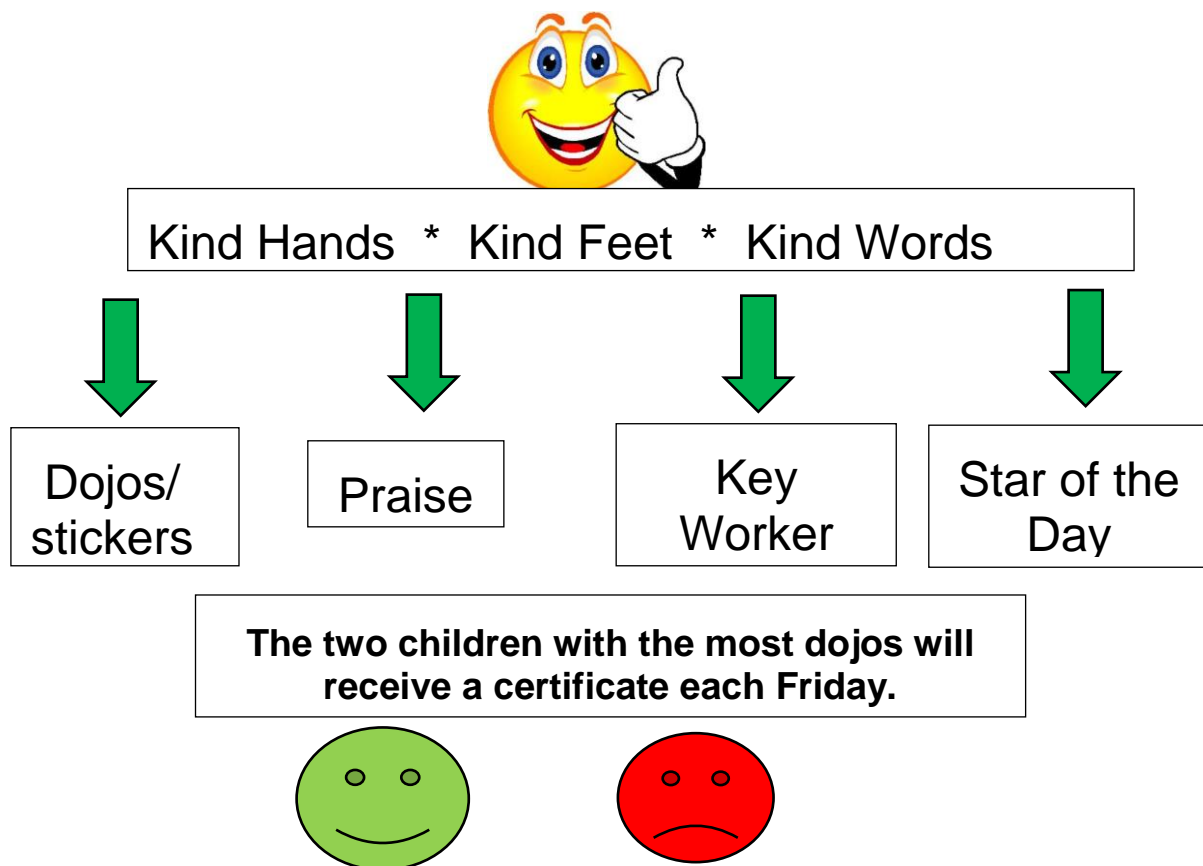 Kind Hands * Kind Feet * Kind Words
Dojos/
stickers
Praise
Key
Worker
Star of the
Day
The two children with the most dojos will
receive a certificate each Friday.